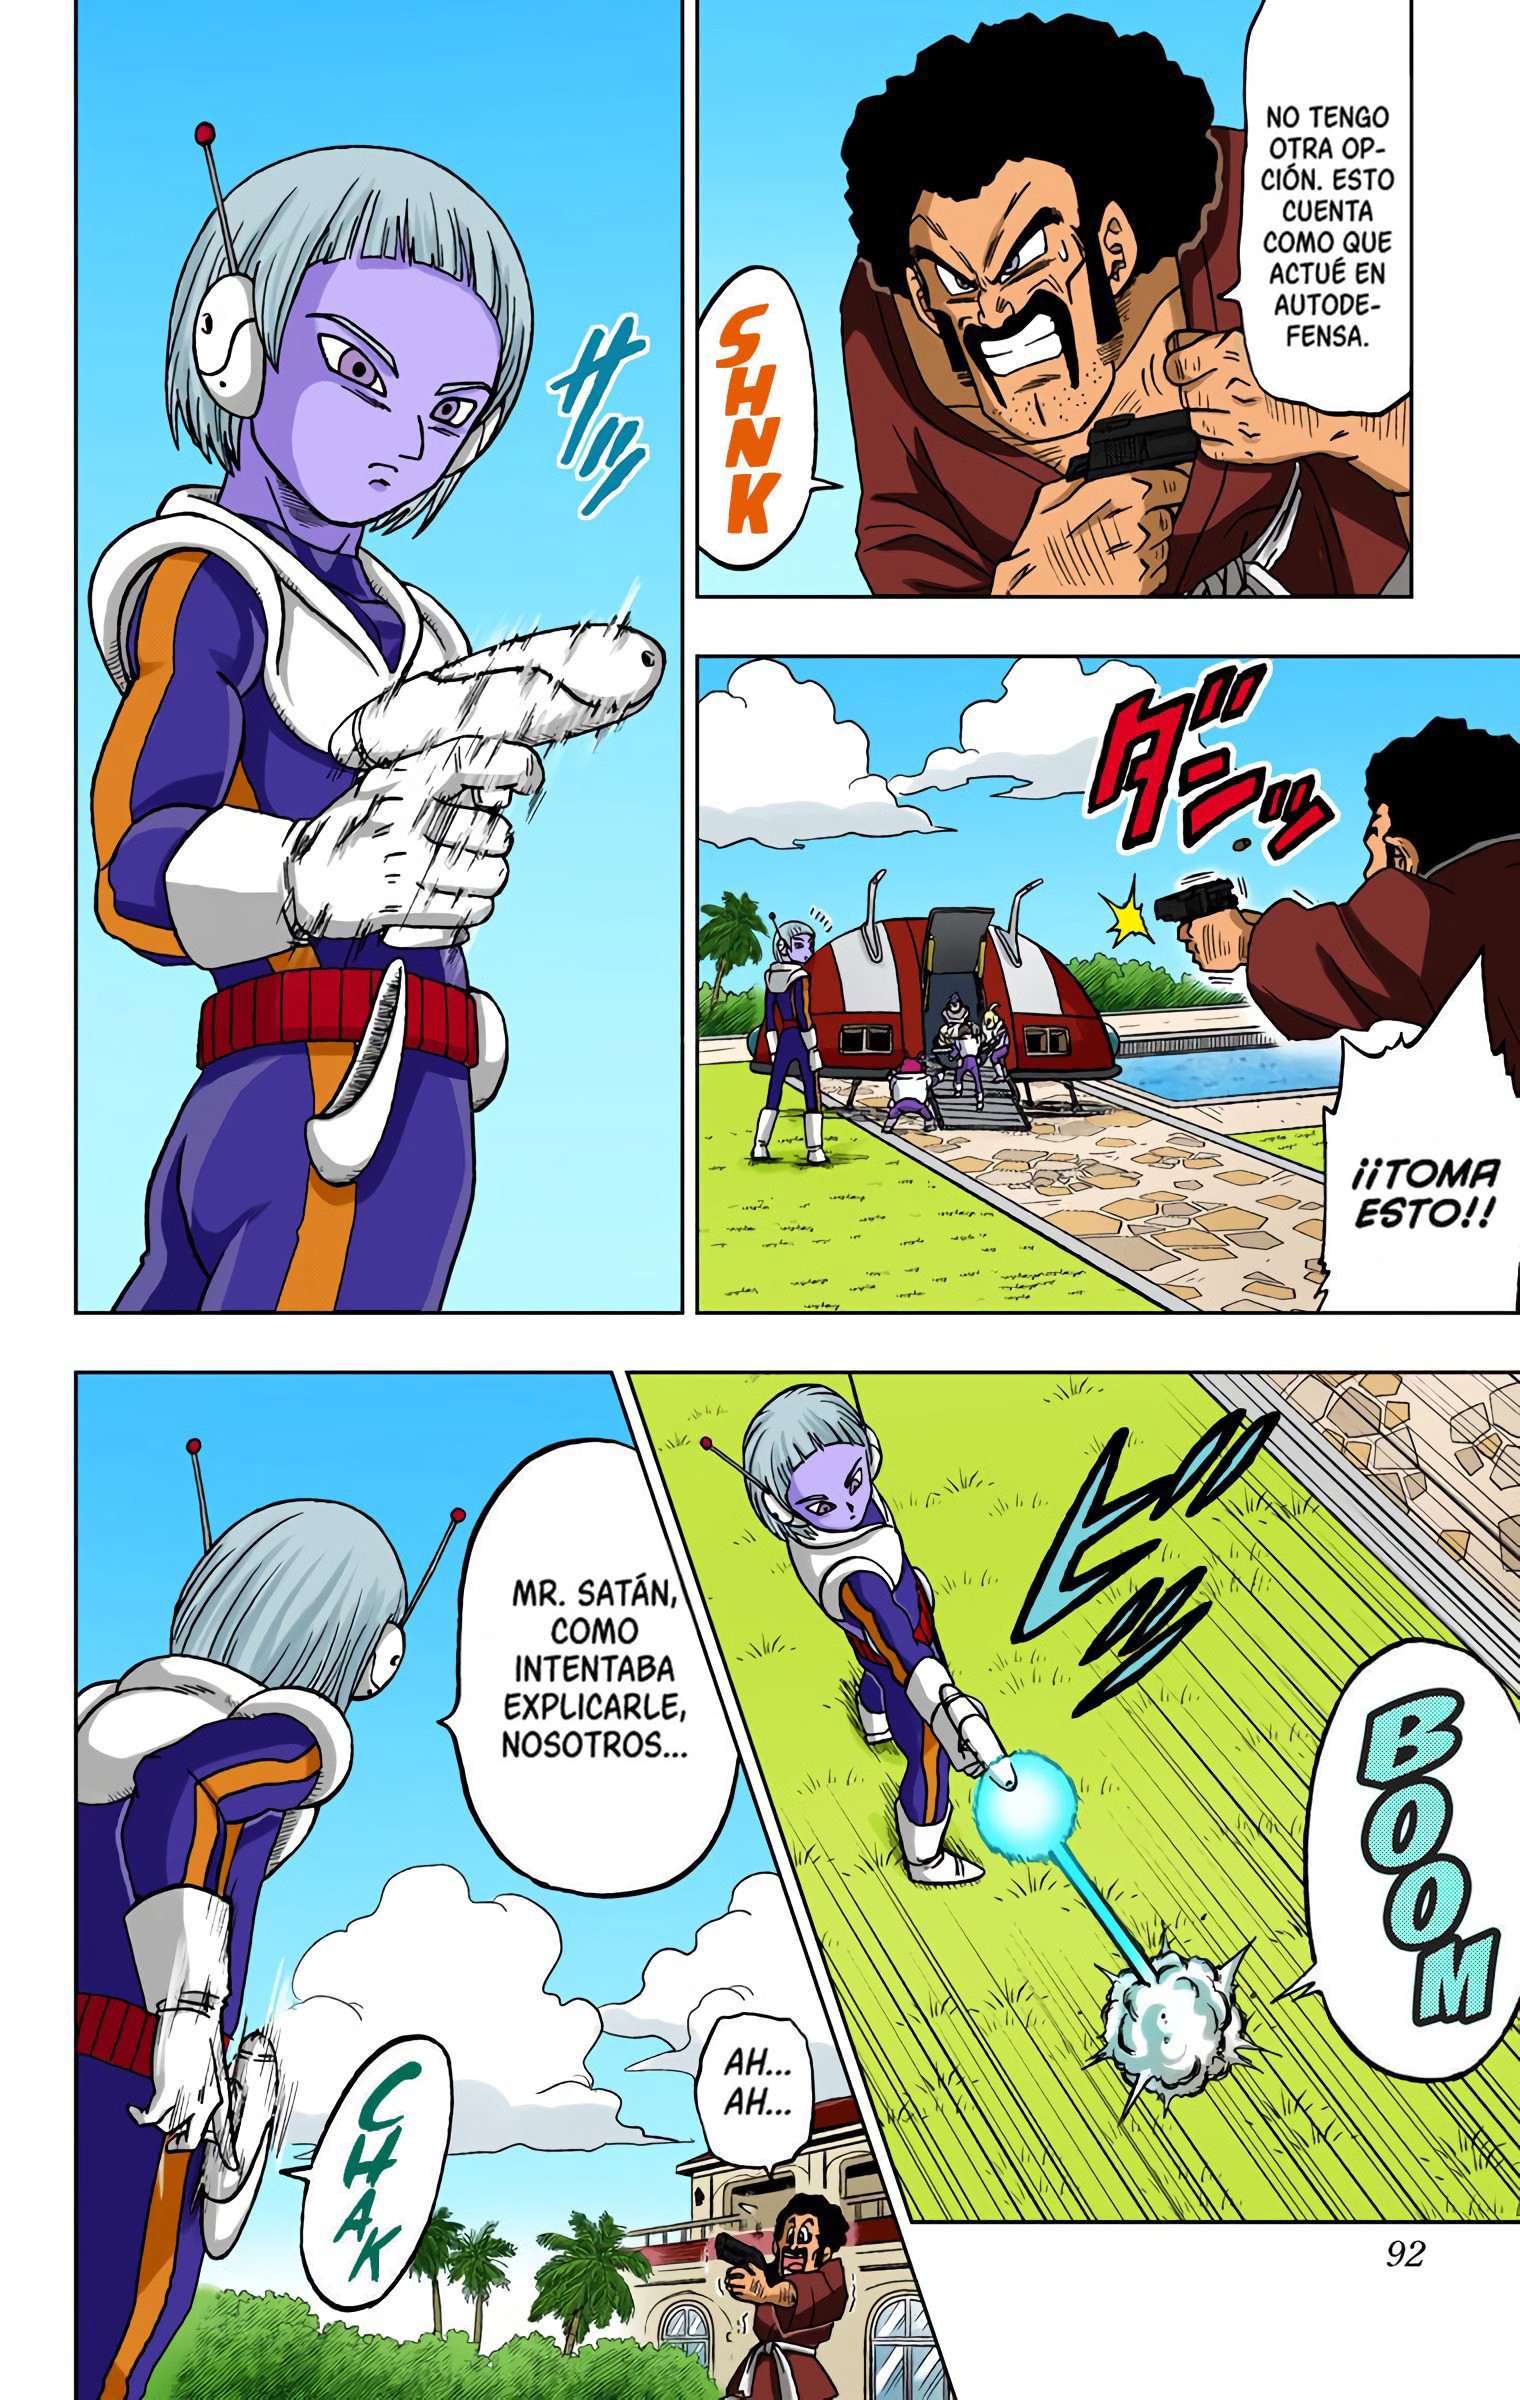 NO TENGO
OTRA OP-
CIÓN. ESTO
CUENTA
COMO QUE
ACTUÉ EN
AUTODE-
FENSA.
SHNK
ダンッ
¡¡TOMA
ESTO!!
BOOM
MR. SATÁN,
COMO
INTENTABA
EXPLICARLE,
NOSOTROS...
AH...
AH...
CHAK
92